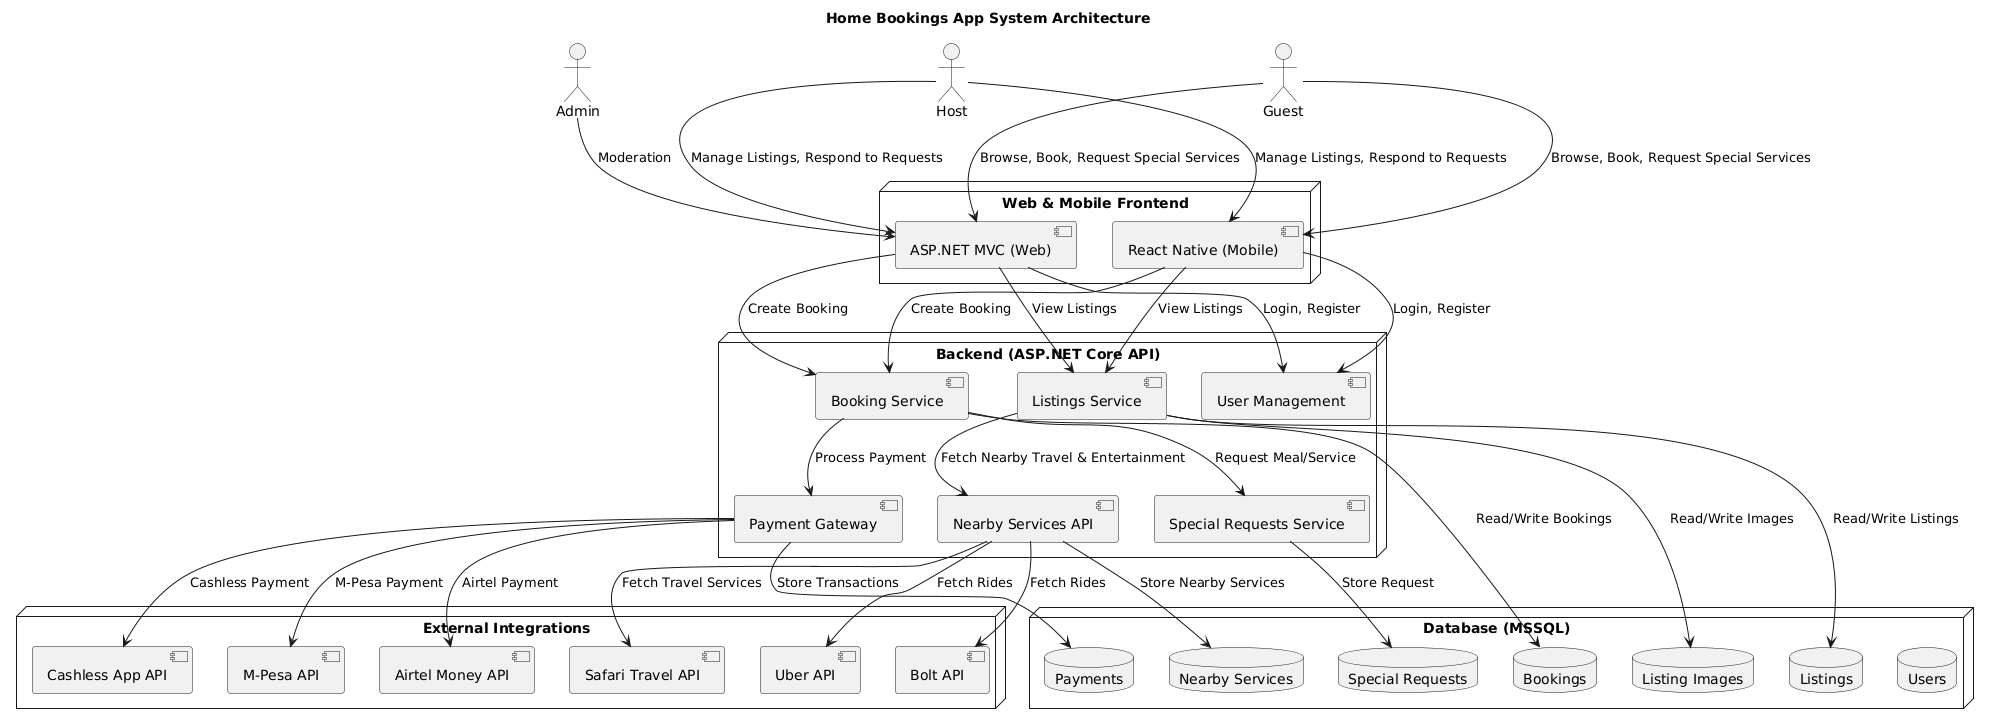 Home Bookings App System Architecture
Admin
Host
Guest
Moderation
Manage Listings, Respond to Requests
Browse, Book, Request Special Services
Manage Listings, Respond to Requests
Browse, Book, Request Special Services
Web & Mobile Frontend
ASP.NET MVC (Web)
React Native (Mobile)
Create Booking
Create Booking
View Listings
View Listings
Login, Register
Login, Register
Backend (ASP.NET Core API)
Booking Service
Listings Service
User Management
Process Payment
Fetch Nearby Travel & Entertainment
Request Meal/Service
Payment Gateway
Nearby Services API
Special Requests Service
Read/Write Bookings
Read/Write Images
Read/Write Listings
Cashless Payment
M-Pesa Payment
Airtel Payment
Fetch Travel Services
Store Transactions
Fetch Rides
Fetch Rides
Store Nearby Services
Store Request
External Integrations
Cashless App API
M-Pesa API
Airtel Money API
Safari Travel API
Uber API
Bolt API
Database (MSSQL)
Payments
Nearby Services
Special Requests
Bookings
Listing Images
Listings
Users